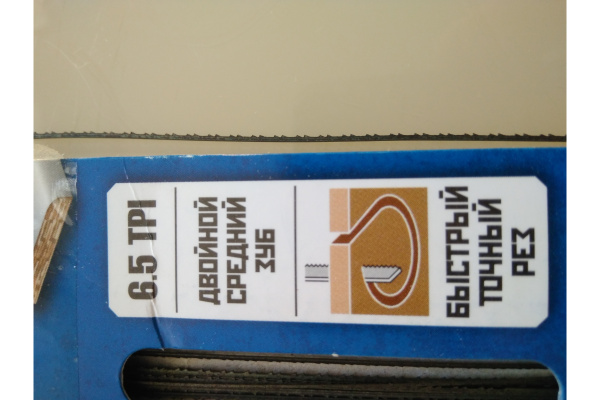 6.5 TPI
ДВОЙНОЙ
СРЕДНИЙ
ЗУБ
БЫСТРЫЙ
ТОЧНЫЙ
РЕЗ